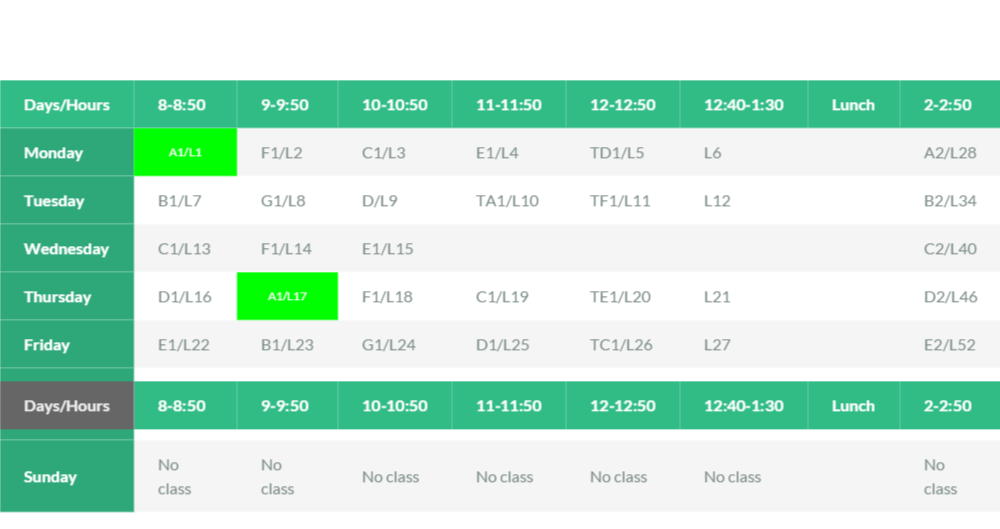 Days/Hours 8-8:50 9-9:50 10-10:50 11-11:50 12-12:50 12:40-1:30 Lunch 2-2:50
Monday A1/L1 F1/L2 C1/L3 E1/L4 TD1/L5 L6 A2/L28
Tuesday B1/L7 G1/L8 D/L9 TA1/L10 TF1/L11 L12 B2/L34
Wednesday C1/L13 F1/L14 E1/L15 C2/L40
Thursday D1/L16 A1/L17 F1/L18 C1/L19 TE1/L20 L21 D2/L46
Friday E1/L22 B1/L23 G1/L24 D1/L25 TC1/L26 L27 E2/L52
Days/Hours 8-8:50 9-9:50 10-10:50 11-11:50 12-12:50 12:40-1:30 Lunch 2-2:50
Sunday No class No class No class No class No class No class No class